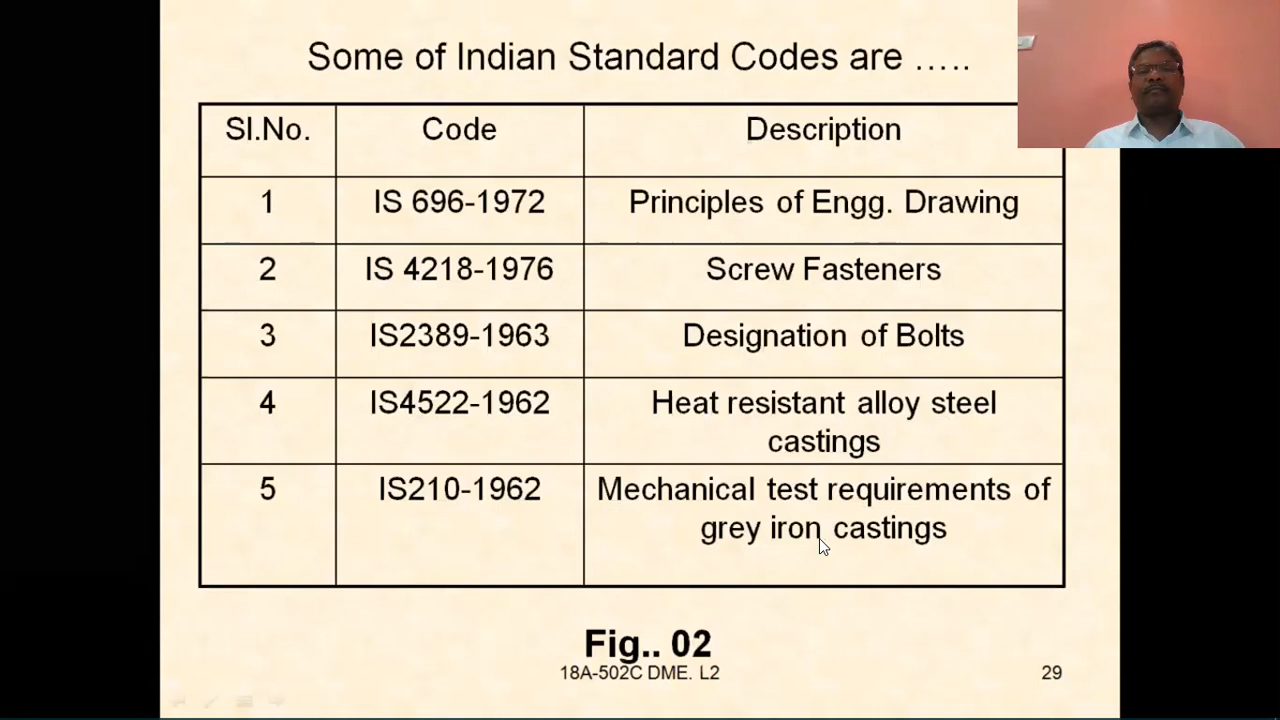 Some of Indian Standard Codes are …..
Sl.No. Code Description
1 IS 696-1972 Principles of Engg. Drawing
2 IS 4218-1976 Screw Fasteners
3 IS2389-1963 Designation of Bolts
4 IS4522-1962 Heat resistant alloy steel
castings
5 IS210-1962 Mechanical test requirements of
grey iron castings
Fig.. 02
18A-502C DME. L2 29